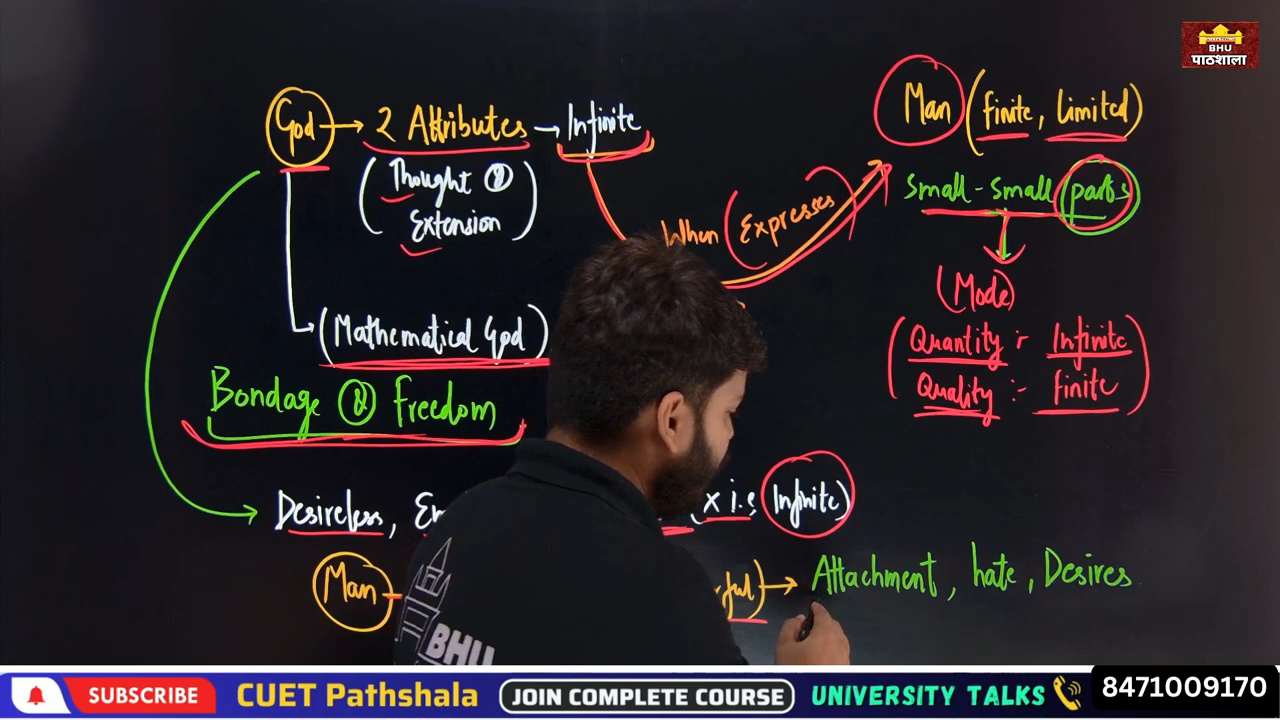 BHU
पाठशाला
God → 2 Attributes → Infinite
(Thought & Extension)
When (Expresses)
Man (finite, Limited)
Small-Small (parts)
(Mode)
(Quantity :- Infinite
Quality :- finite)
(Mathematical God)
Bondage & freedom
Desireless, (x i.e, Infinite)
Man → Attachment, hate, Desires
BHU
SUBSCRIBE CUET Pathshala JOIN COMPLETE COURSE UNIVERSITY TALKS 8471009170